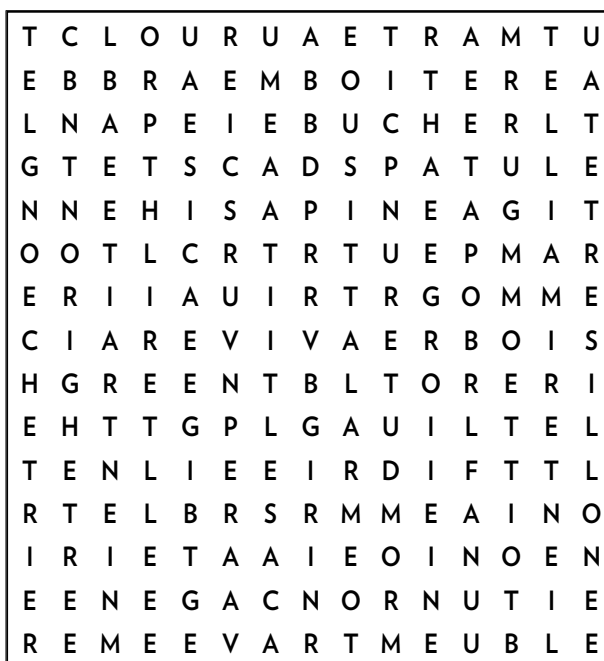 T C L O U R U A E T R A M T U
E B B R A E M B O I T E R E A
L N A P E I E B U C H E R L T
G T E T S C A D S P A T U L E
N N E H I S A P I N E A G I T
O O T L C R T R T U E P M A R
E R I I A U I R T R G O M M E
C I A R E V I V A E R B O I S
H G R E E N T B L T O R E R I
E H T T G P L G A U I L T E L
T E N L I E E I R D I F T T L
R T E L B R S R M M E A I N O
I R I E T A A I E O I N O E N
E E N E G A C N O R N U T I E
R E M E E V A R T M E U B L E